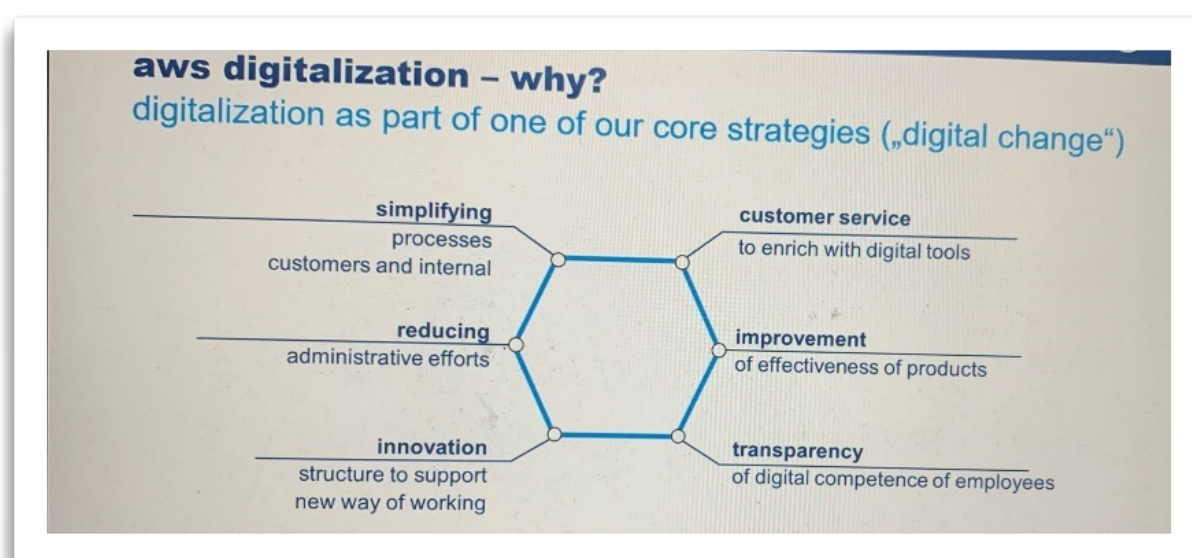 aws digitalization – why?
digitalization as part of one of our core strategies („digital change“)
simplifying
processes
customers and internal
reducing
administrative efforts
innovation
structure to support
new way of working
customer service
to enrich with digital tools
improvement
of effectiveness of products
transparency
of digital competence of employees